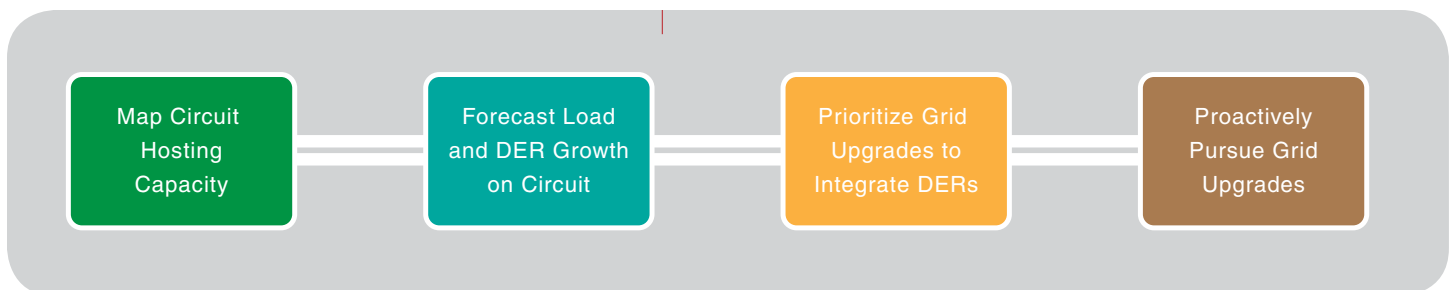 Map Circuit
Hosting
Capacity
Forecast Load
and DER Growth
on Circuit
Prioritize Grid
Upgrades to
Integrate DERs
Proactively
Pursue Grid
Upgrades